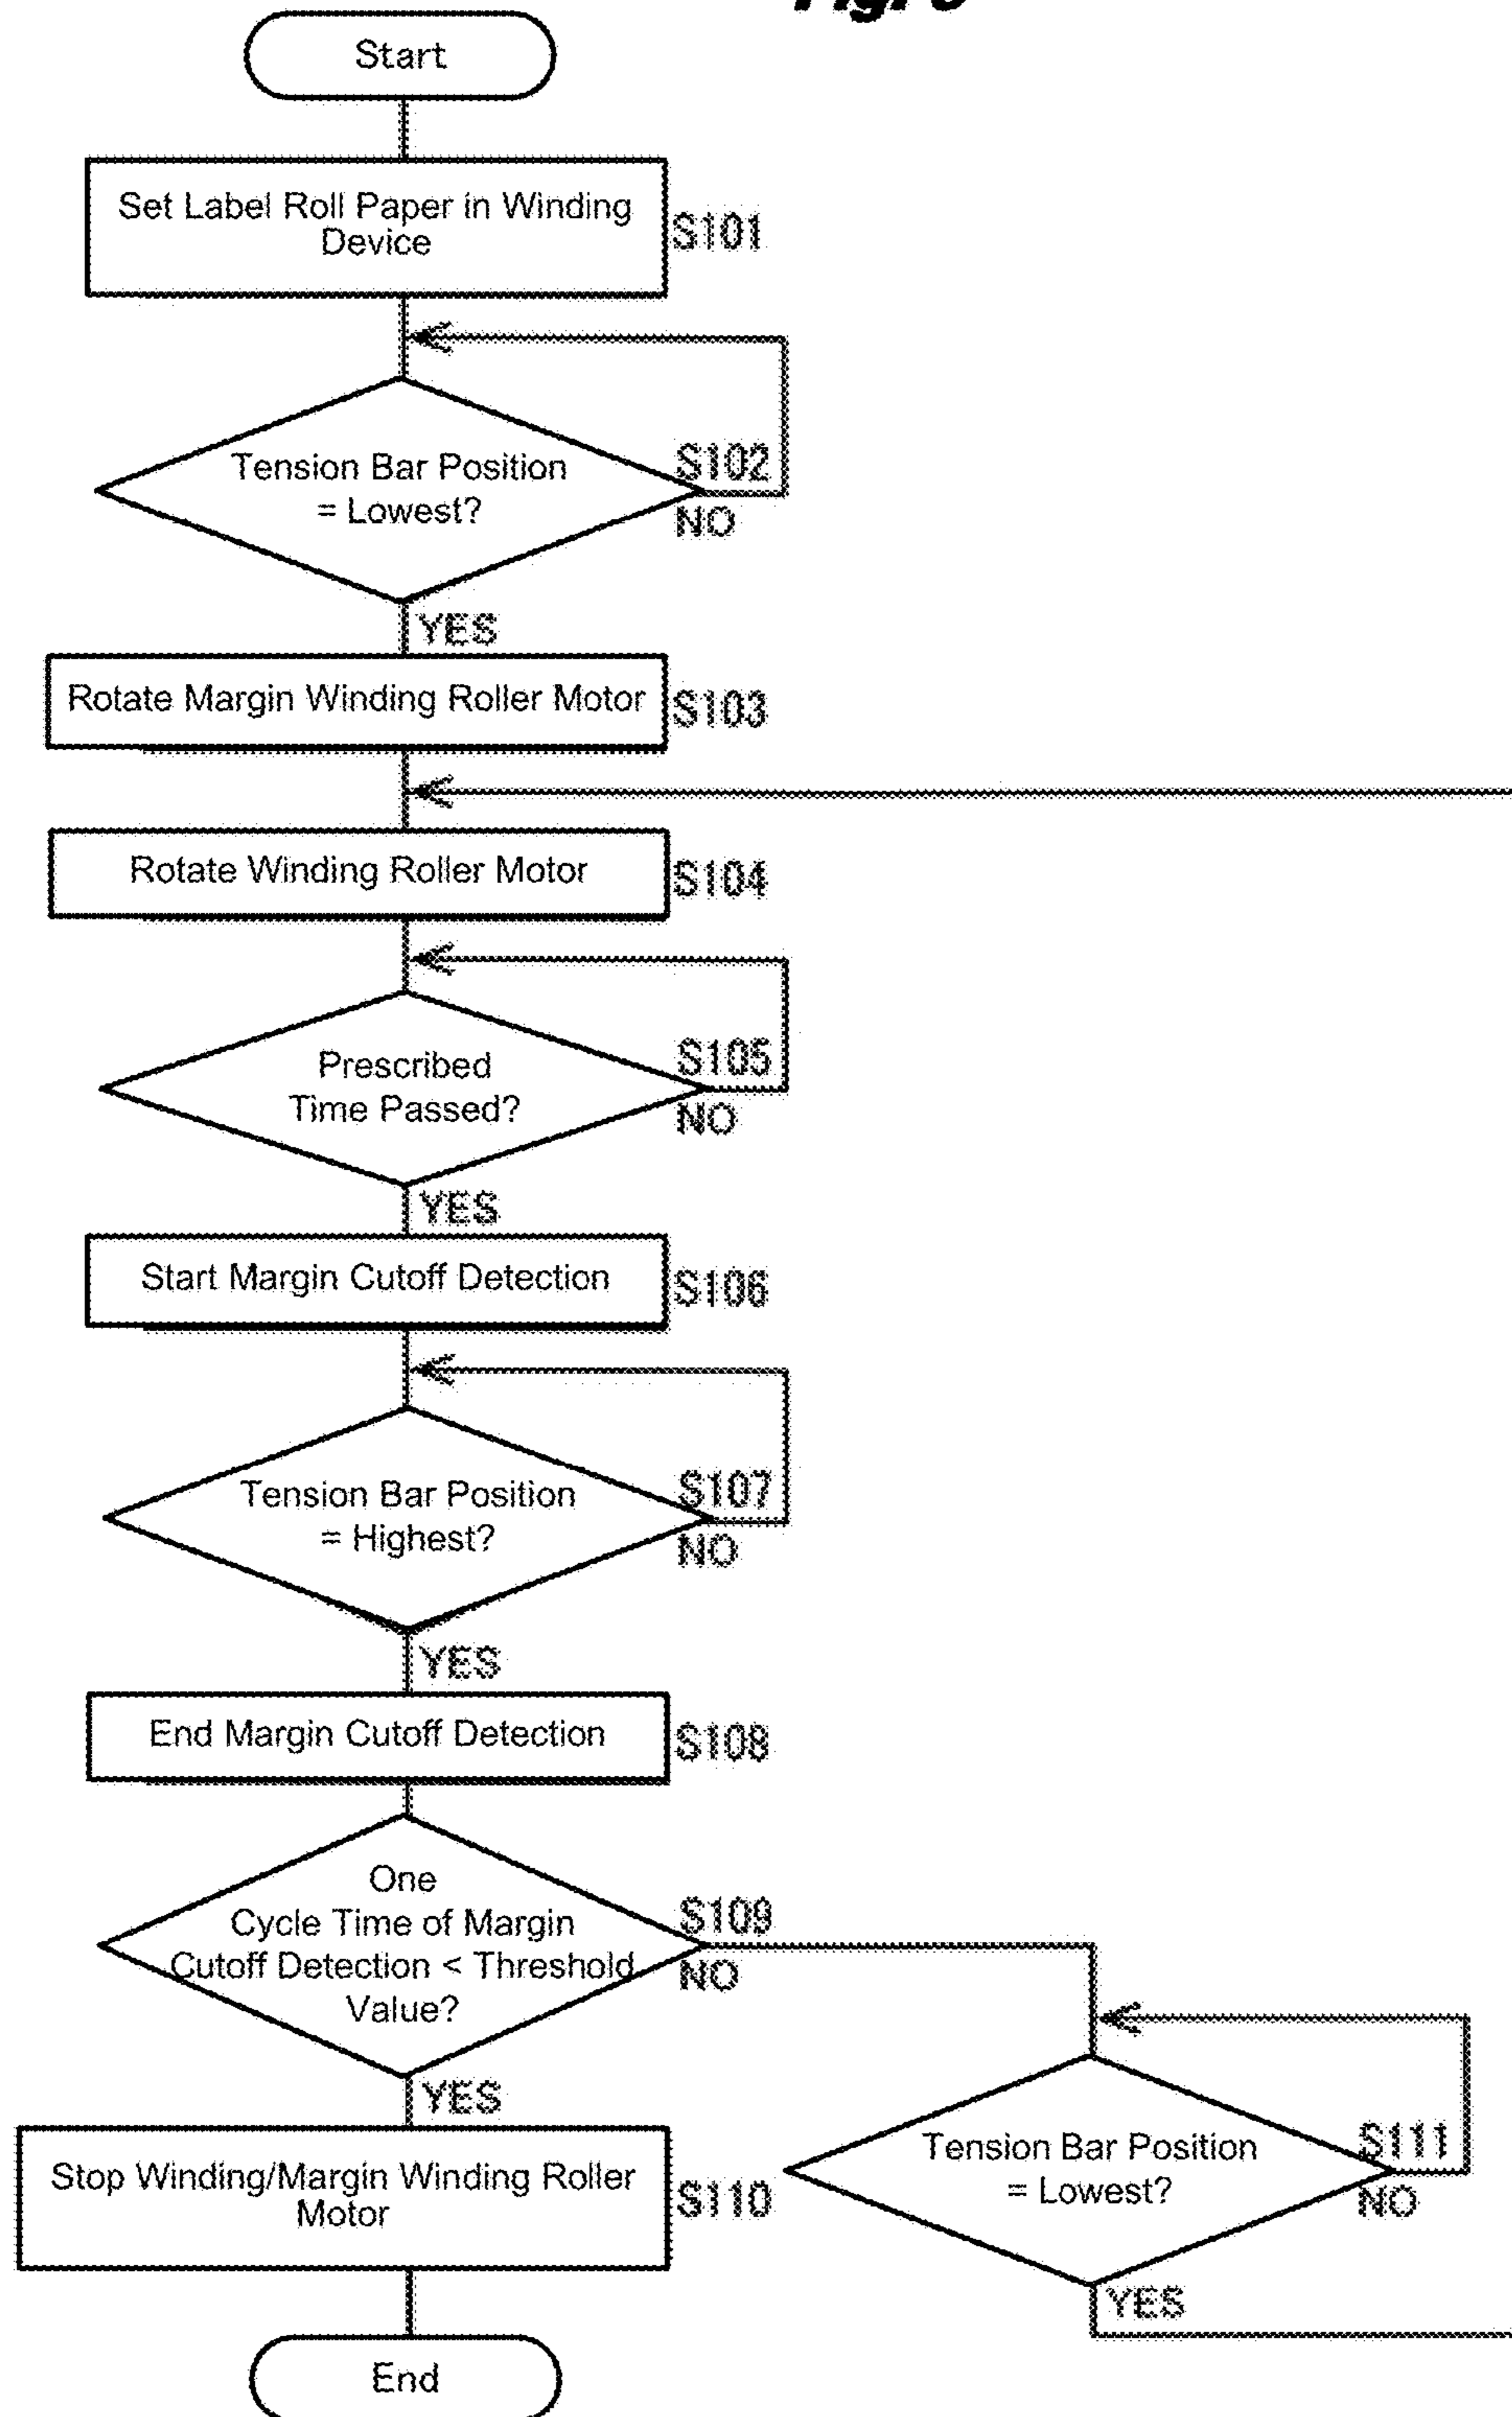 Start
Set Label Roll Paper in Winding
Device
S101
Tension Bar Position
= Lowest?
S102
NO
YES
Rotate Margin Winding Roller Motor
S103
Rotate Winding Roller Motor
S104
Prescribed
Time Passed?
S105
NO
YES
Start Margin Cutoff Detection
S106
Tension Bar Position
= Highest?
S107
NO
YES
End Margin Cutoff Detection
S108
One
Cycle Time of Margin
Cutoff Detection < Threshold
Value?
S109
NO
YES
Stop Winding/Margin Winding Roller
Motor
S110
Tension Bar Position
= Lowest?
S111
NO
YES
End